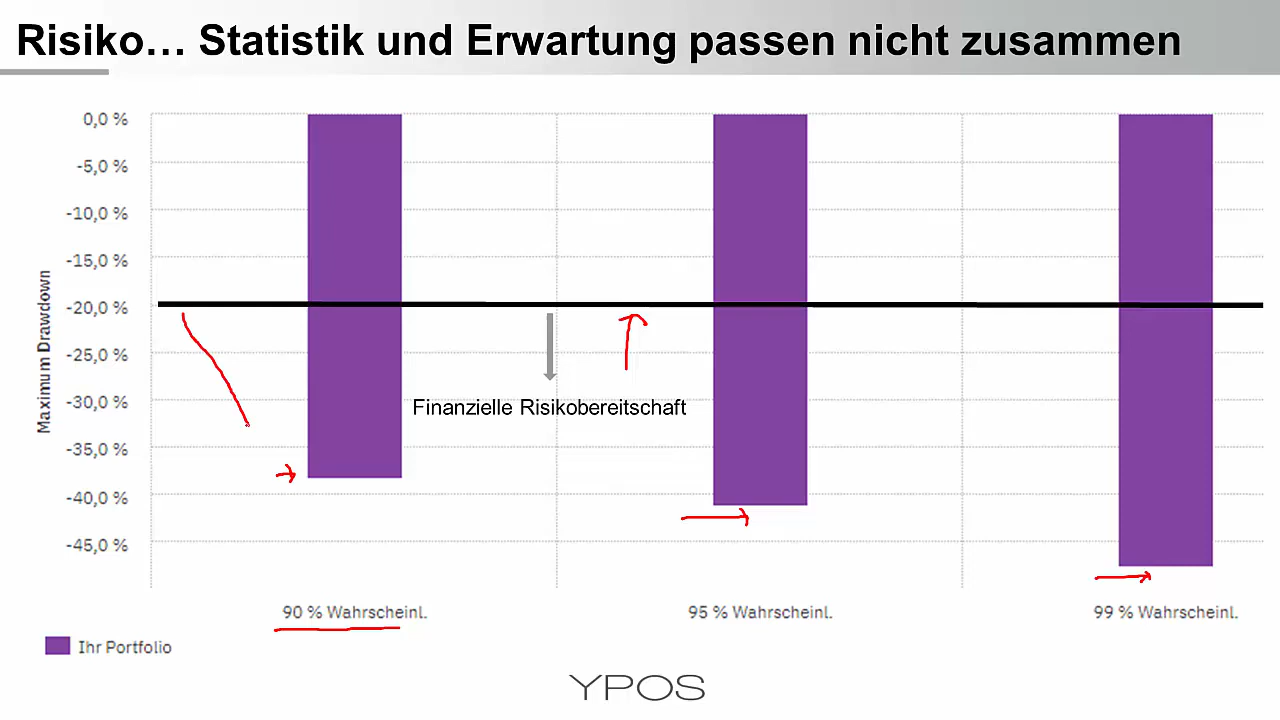 Risiko… Statistik und Erwartung passen nicht zusammen
0,0 %
-5,0 %
-10,0 %
-15,0 %
-20,0 %
-25,0 %
-30,0 %
-35,0 %
-40,0 %
-45,0 %
Maximum Drawdown
Finanzielle Risikobereitschaft
90 % Wahrscheinl.
95 % Wahrscheinl.
99 % Wahrscheinl.
Ihr Portfolio
YPOS